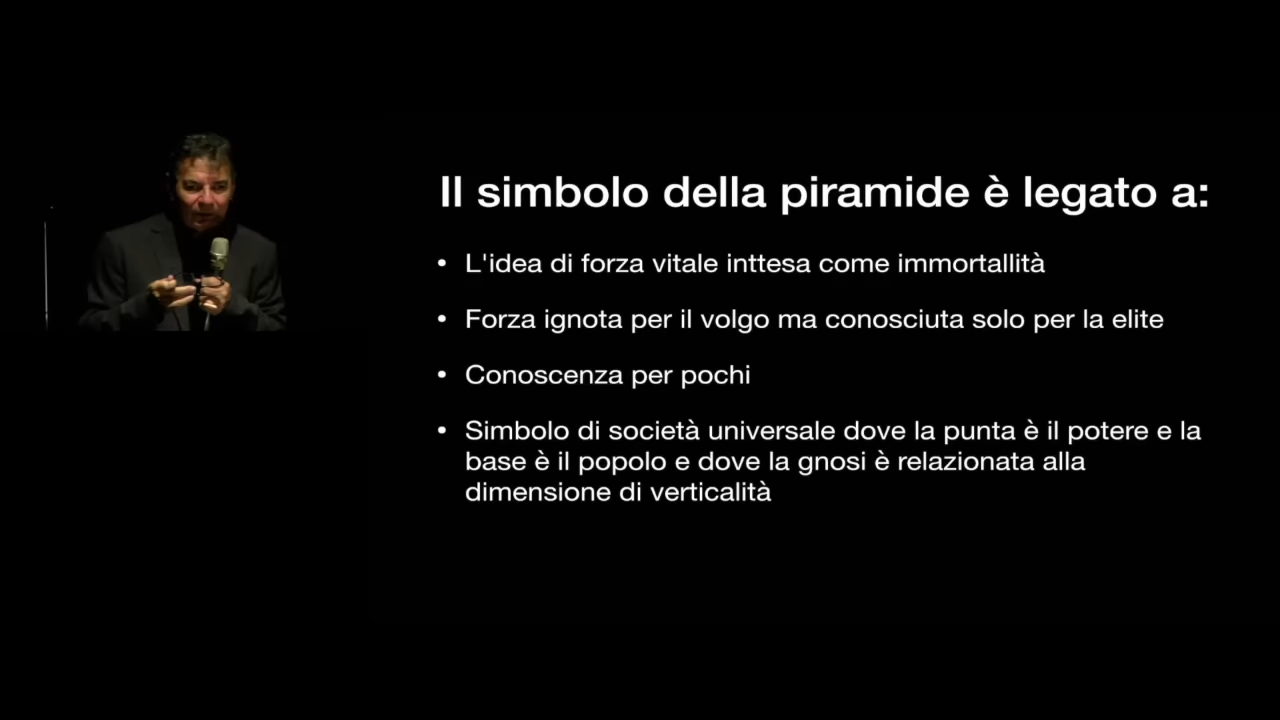 Il simbolo della piramide è legato a:
• L'idea di forza vitale inttesa come immortallità
• Forza ignota per il volgo ma conosciuta solo per la elite
• Conoscenza per pochi
• Simbolo di società universale dove la punta è il potere e la
base è il popolo e dove la gnosi è relazionata alla
dimensione di verticalità